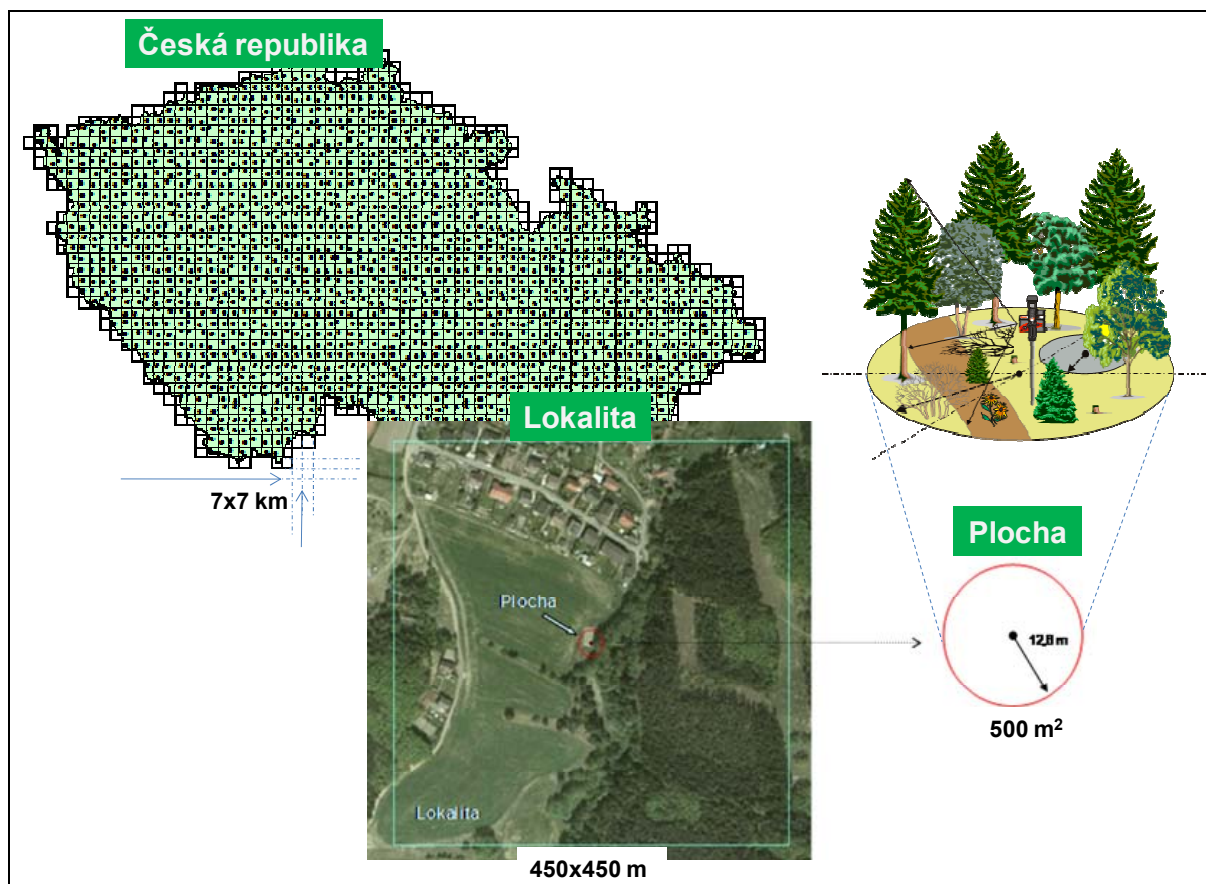 Česká republika
Lokalita
7x7 km
Plocha
Plocha
12,6 m
500 m²
Lokalita
450x450 m